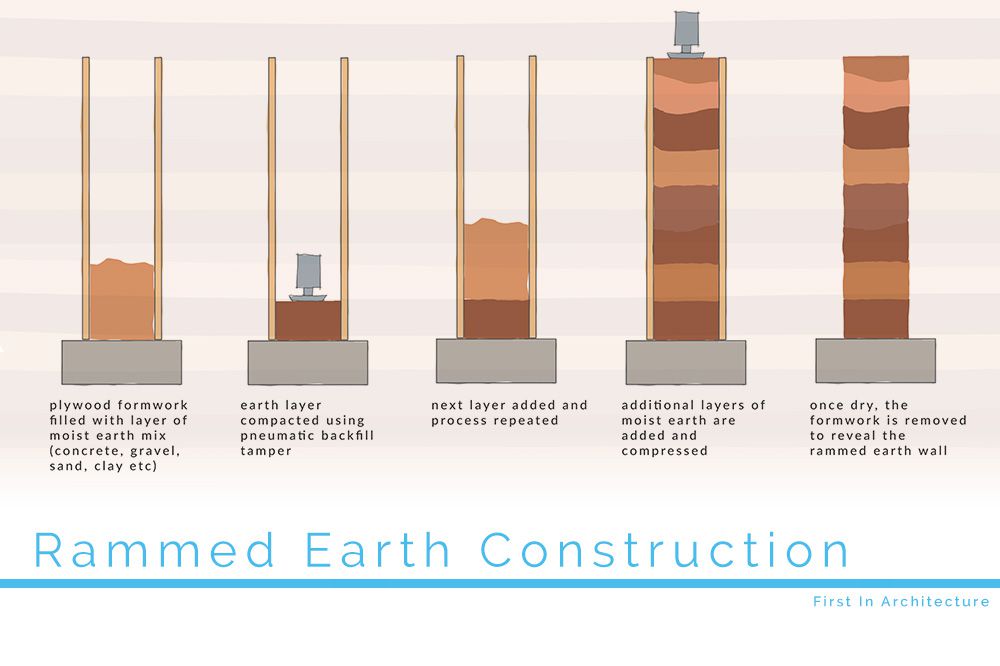 plywood formwork
filled with layer of
moist earth mix
(concrete, gravel,
sand, clay etc)
earth layer
compacted using
pneumatic backfill
tamper
next layer added and
process repeated
additional layers of
moist earth are
added and
compressed
once dry, the
formwork is removed
to reveal the
rammed earth wall
Rammed Earth Construction
First In Architecture